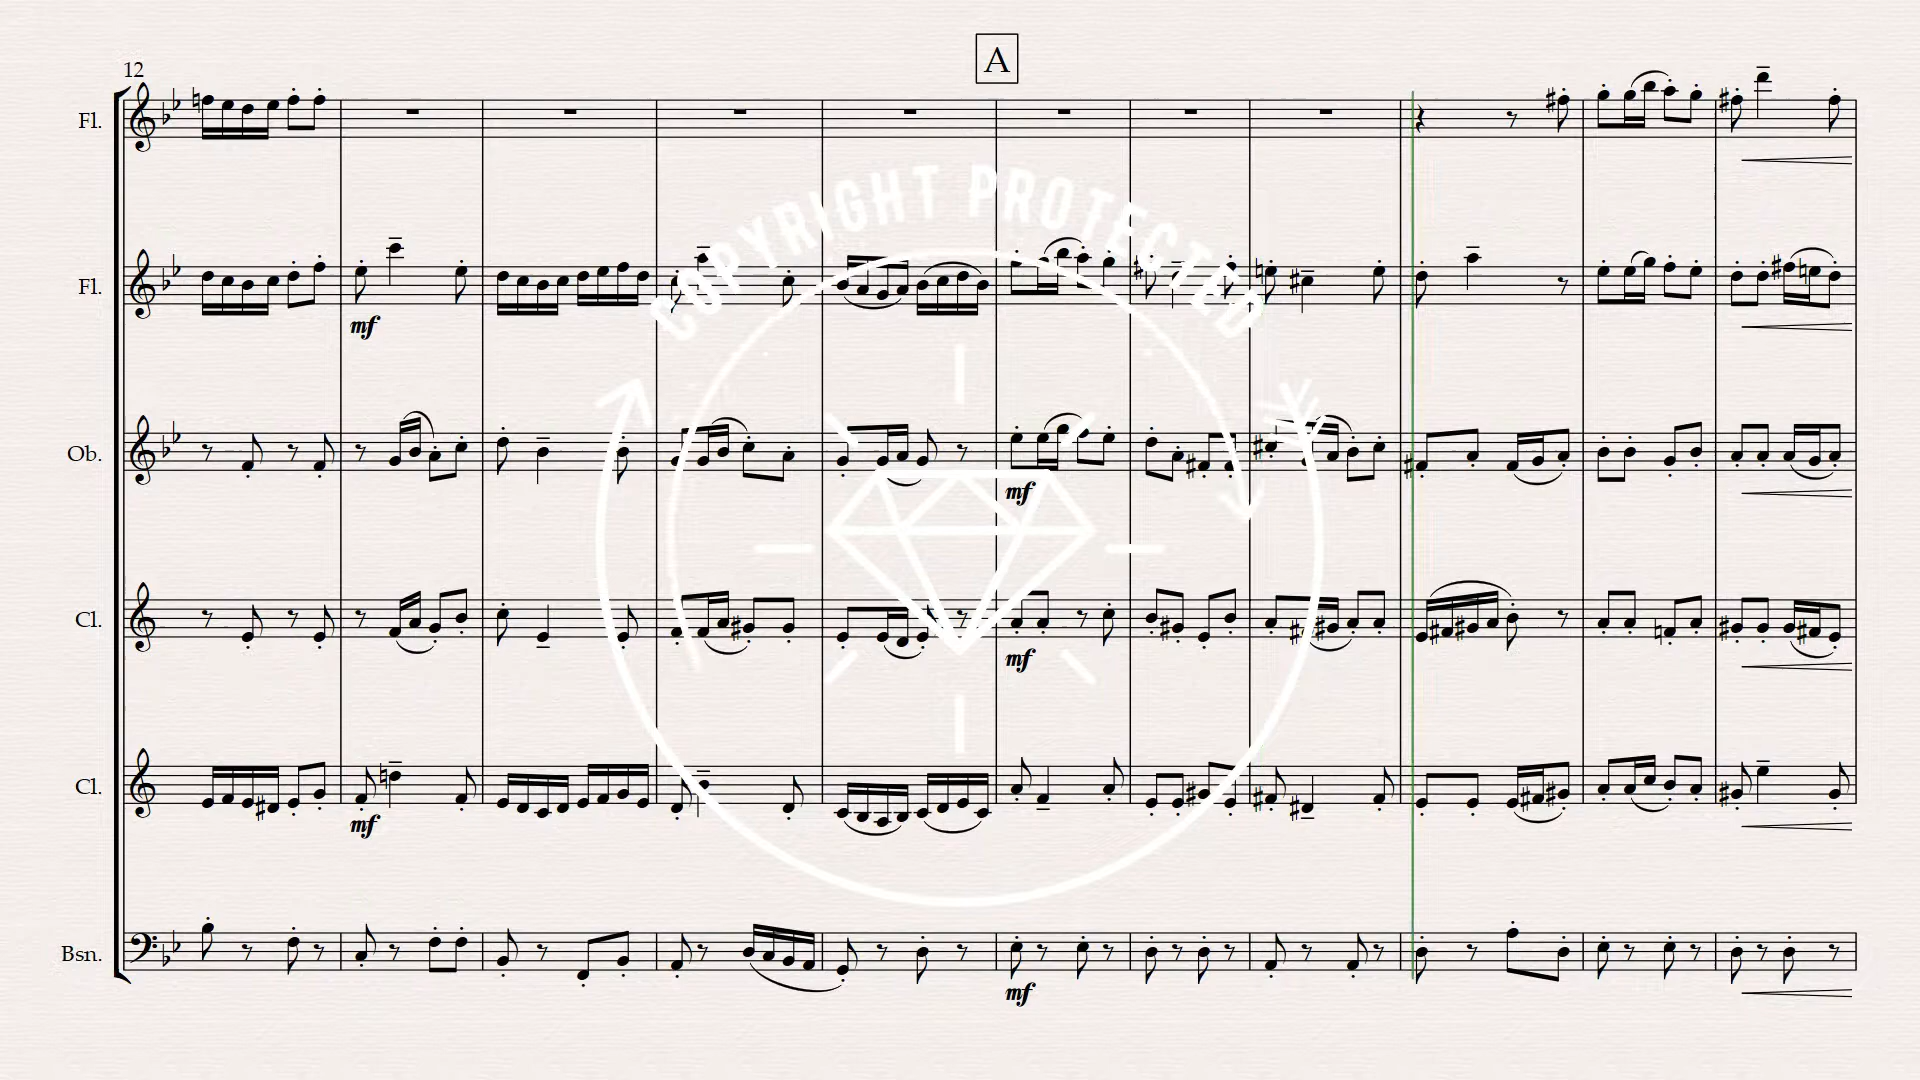 A
12
Fl.
Fl.
mf
Ob.
mf
Cl.
mf
Cl.
mf
Bsn.
mf
COPYRIGHT PROTECTED